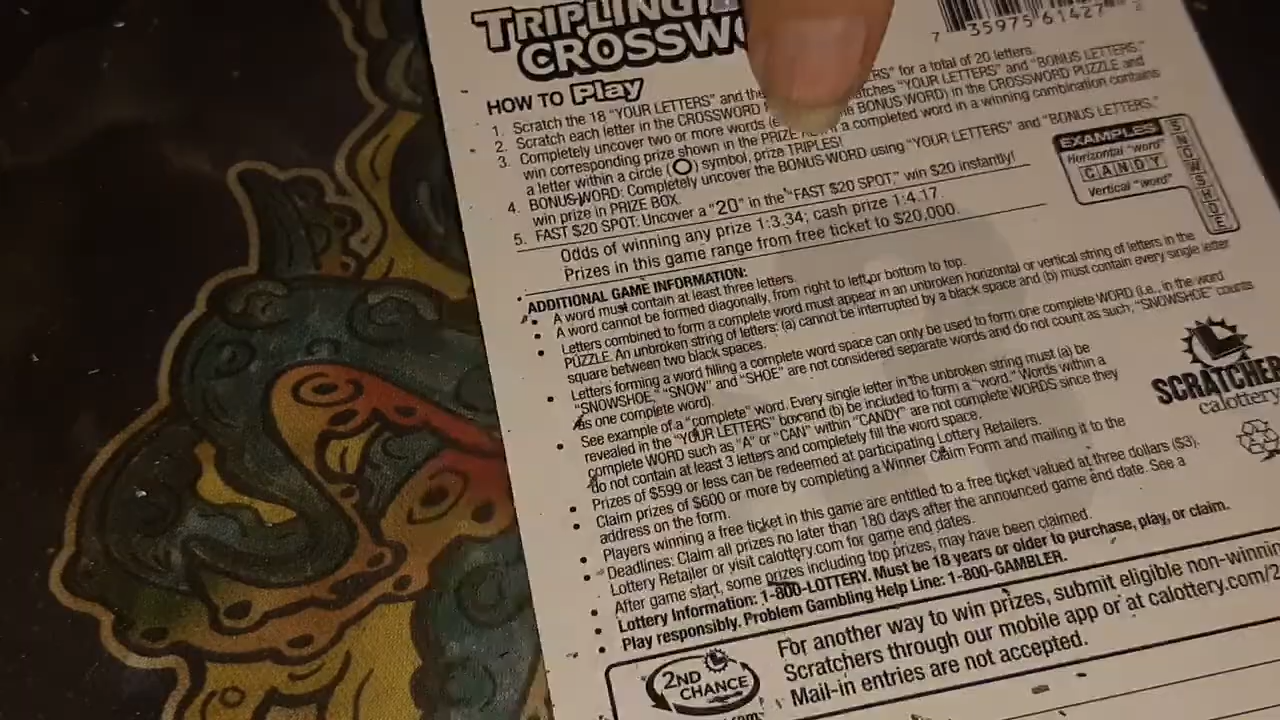 TRIPLING
CROSSW
7 35975 61427 2
HOW TO Play
1. Scratch the 18 "YOUR LETTERS" and the ERS" for a total of 20 letters.
2. Scratch each letter in the CROSSWORD atches "YOUR LETTERS" and "BONUS LETTERS."
3. Completely uncover two or more words (e BONUS WORD) in the CROSSWORD PUZZLE and
win corresponding prize shown in the PRIZE a completed word in a winning combination contains
a letter within a circle (O) symbol, prize TRIPLES!
4. BONUS WORD: Completely uncover the BONUS WORD using "YOUR LETTERS" and "BONUS LETTERS,"
win prize in PRIZE BOX.
5. FAST $20 SPOT: Uncover a "20" in the "FAST $20 SPOT," win $20 instantly!
Odds of winning any prize 1:3.34; cash prize 1:4.17.
Prizes in this game range from free ticket to $20,000.
EXAMPLES
Horizontal "word"
CANDY
Vertical "word"
SNOWSHOE
ADDITIONAL GAME INFORMATION:
• A word must contain at least three letters.
• A word cannot be formed diagonally, from right to left or bottom to top.
• Letters combined to form a complete word must appear in an unbroken horizontal or vertical string of letters in the
PUZZLE. An unbroken string of letters: (a) cannot be interrupted by a black space and (b) must contain every single letter
square between two black spaces.
• Letters forming a word filling a complete word space can only be used to form one complete WORD (i.e., in the word
"SNOWSHOE," "SNOW" and "SHOE" are not considered separate words and do not count as such; "SNOWSHOE" counts
as one complete word).
• See example of a "complete" word. Every single letter in the unbroken string must (a) be
revealed in the "YOUR LETTERS" box and (b) be included to form a "word." Words within a
complete WORD such as "A" or "CAN" within "CANDY" are not complete WORDS since they
do not contain at least 3 letters and completely fill the word space.
• Prizes of $599 or less can be redeemed at participating Lottery Retailers.
• Claim prizes of $600 or more by completing a Winner Claim Form and mailing it to the
address on the form.
• Players winning a free ticket in this game are entitled to a free ticket valued at three dollars ($3).
• Deadlines: Claim all prizes no later than 180 days after the announced game end date. See a
Lottery Retailer or visit calottery.com for game end dates.
• After game start, some prizes including top prizes, may have been claimed.
• Lottery Information: 1-800-LOTTERY. Must be 18 years or older to purchase, play, or claim.
• Play responsibly. Problem Gambling Help Line: 1-800-GAMBLER.
SCRATCHER
calottery
2ND
CHANCE
For another way to win prizes, submit eligible non-winnin
Scratchers through our mobile app or at calottery.com/2
Mail-in entries are not accepted.